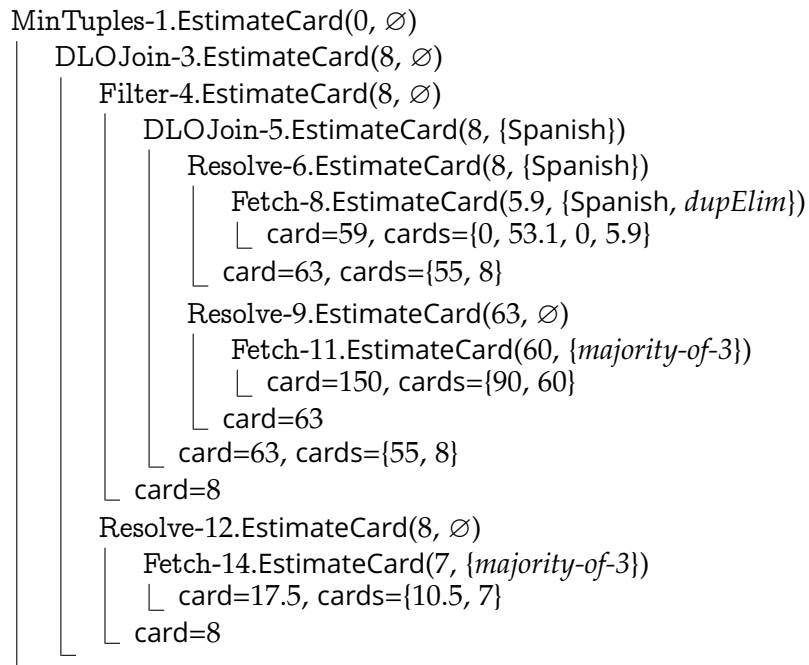 MinTuples-1.EstimateCard(0, ∅)
DLOJoin-3.EstimateCard(8, ∅)
Filter-4.EstimateCard(8, ∅)
DLOJoin-5.EstimateCard(8, {Spanish})
Resolve-6.EstimateCard(8, {Spanish})
Fetch-8.EstimateCard(5.9, {Spanish, dupElim})
card=59, cards={0, 53.1, 0, 5.9}
card=63, cards={55, 8}
Resolve-9.EstimateCard(63, ∅)
Fetch-11.EstimateCard(60, {majority-of-3})
card=150, cards={90, 60}
card=63
card=63, cards={55, 8}
card=8
Resolve-12.EstimateCard(8, ∅)
Fetch-14.EstimateCard(7, {majority-of-3})
card=17.5, cards={10.5, 7}
card=8